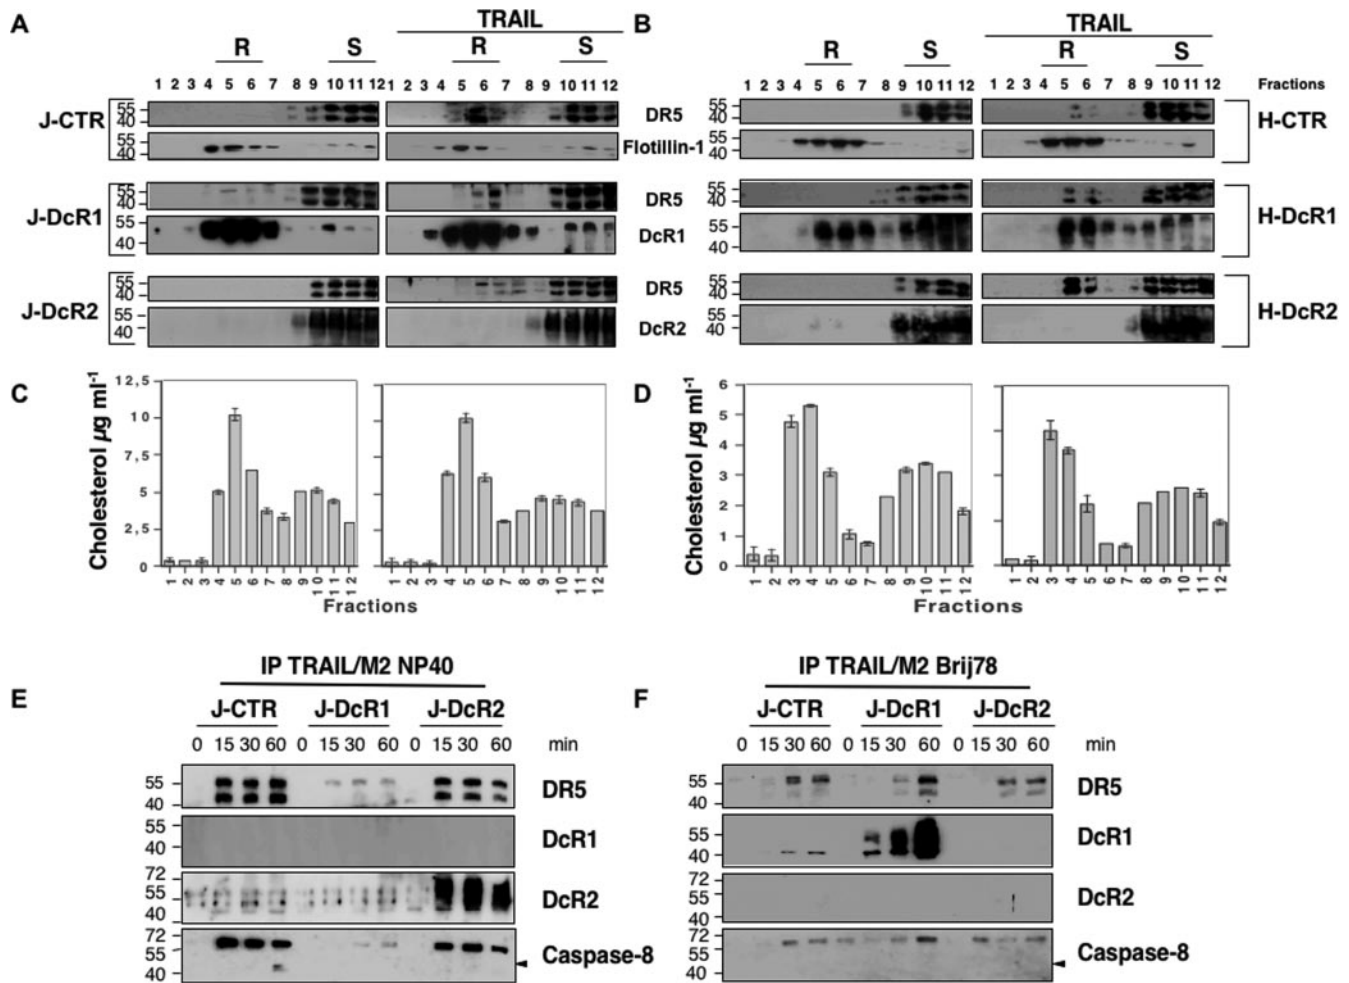 A
TRAIL
B
TRAIL
R
S
R
S
R
S
R
S
1 2 3 4 5 6 7 8 9 10 11 12
1 2 3 4 5 6 7 8 9 10 11 12
1 2 3 4 5 6 7 8 9 10 11 12
1 2 3 4 5 6 7 8 9 10 11 12
Fractions
J-CTR
55
40
DR5
55
40
H-CTR
55
40
Flotillin-1
55
40
J-DcR1
55
40
DR5
55
40
H-DcR1
55
40
DcR1
55
40
J-DcR2
55
40
DR5
55
40
H-DcR2
55
40
DcR2
55
40
C
Cholesterol µg ml-1
12,5
10
7,5
5
2,5
0
1 2 3 4 5 6 7 8 9 10 11 12
1 2 3 4 5 6 7 8 9 10 11 12
Fractions
D
Cholesterol µg ml-1
6
5
4
3
2
1
0
1 2 3 4 5 6 7 8 9 10 11 12
1 2 3 4 5 6 7 8 9 10 11 12
Fractions
E
IP TRAIL/M2 NP40
J-CTR J-DcR1 J-DcR2
0 15 30 60 0 15 30 60 0 15 30 60 min
55
40
DR5
55
40
DcR1
72
55
40
DcR2
72
55
40
Caspase-8
F
IP TRAIL/M2 Brij78
J-CTR J-DcR1 J-DcR2
0 15 30 60 0 15 30 60 0 15 30 60 min
55
40
DR5
55
40
DcR1
72
55
40
DcR2
72
55
40
Caspase-8